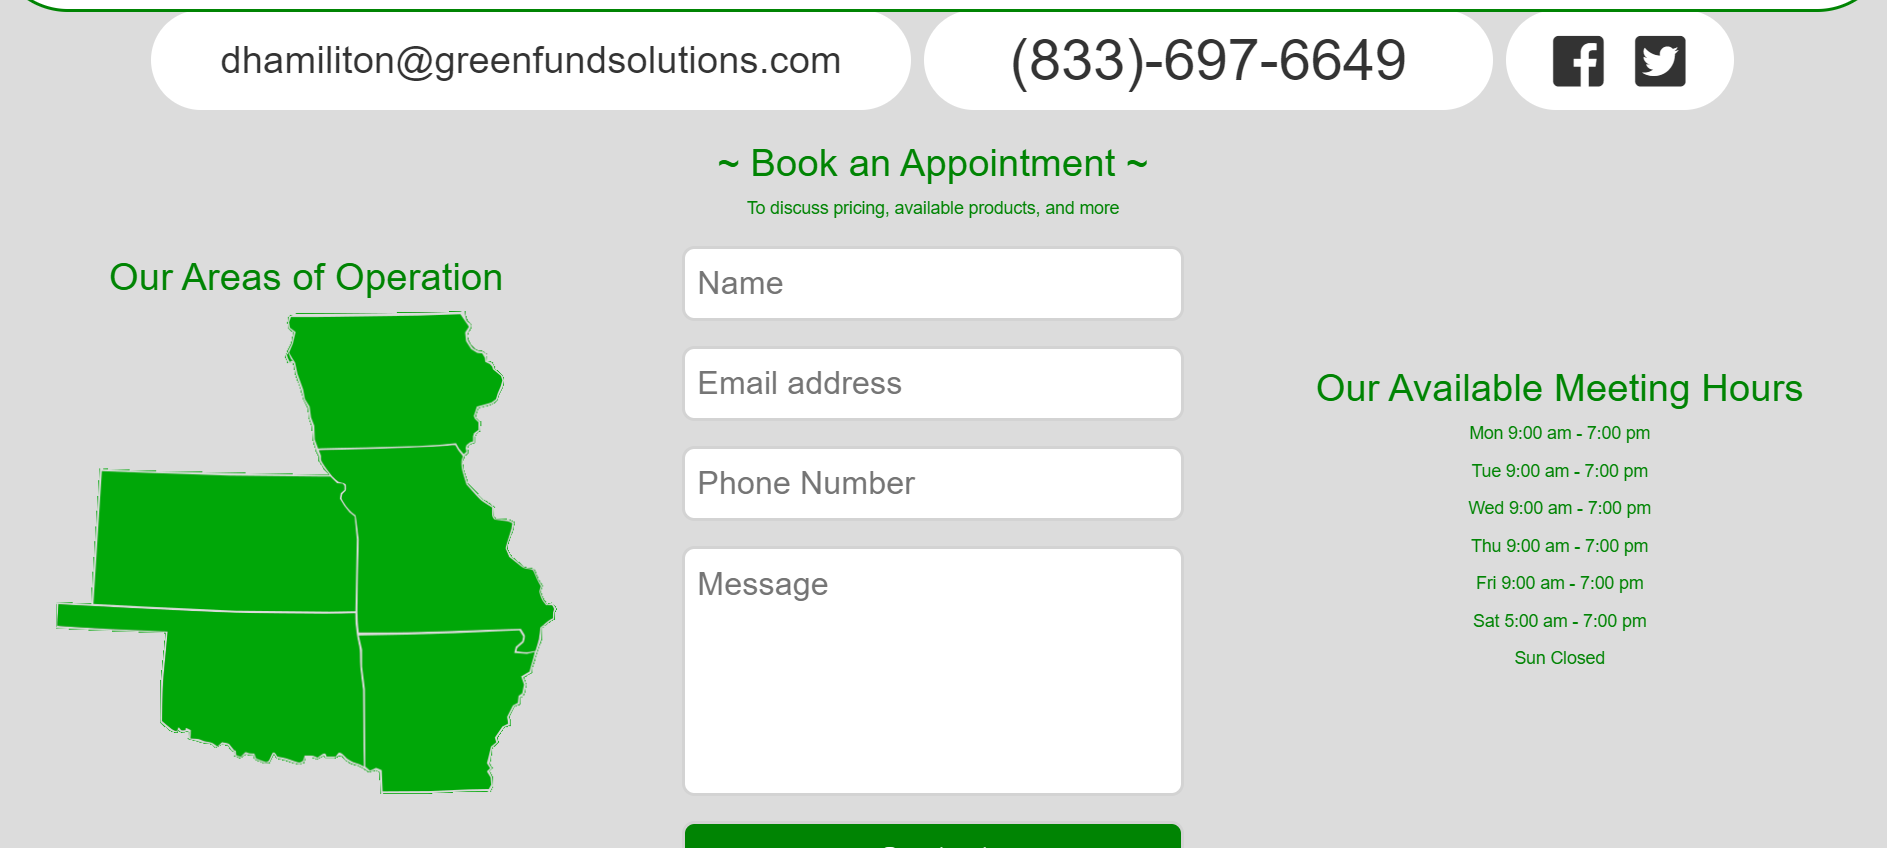 dhamiliton@greenfundsolutions.com
(833)-697-6649
~ Book an Appointment ~
To discuss pricing, available products, and more
Our Areas of Operation
Name
Email address
Phone Number
Message
Our Available Meeting Hours
Mon 9:00 am - 7:00 pm
Tue 9:00 am - 7:00 pm
Wed 9:00 am - 7:00 pm
Thu 9:00 am - 7:00 pm
Fri 9:00 am - 7:00 pm
Sat 5:00 am - 7:00 pm
Sun Closed